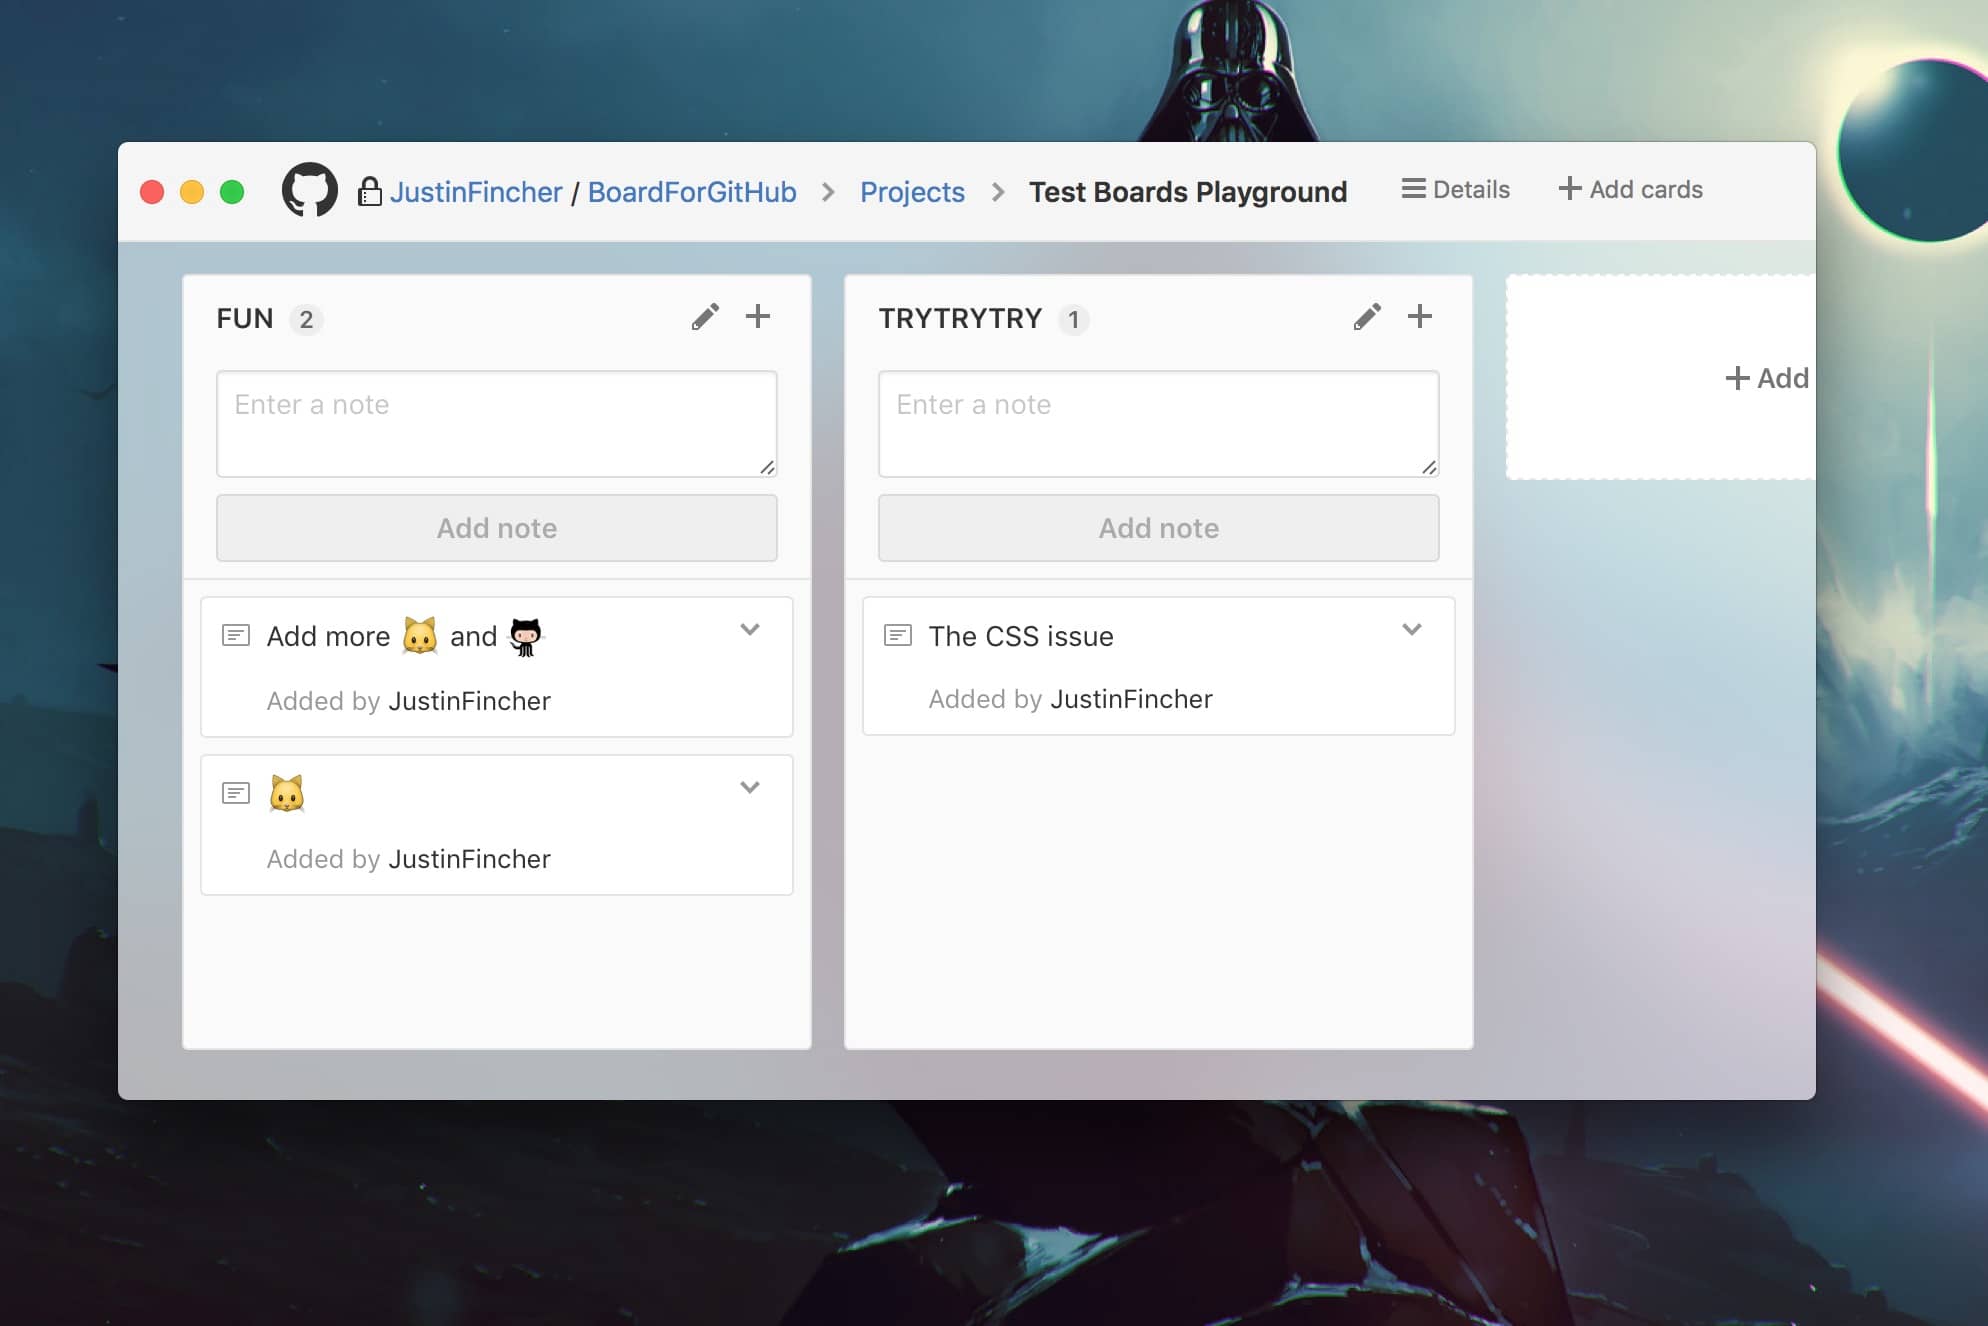 JustinFincher / BoardForGitHub > Projects > Test Boards Playground Details + Add cards
FUN 2
Enter a note
Add note
Add more 🐱 and
Added by JustinFincher
🐱
Added by JustinFincher
TRYTRYTRY 1
Enter a note
Add note
The CSS issue
Added by JustinFincher
+ Add